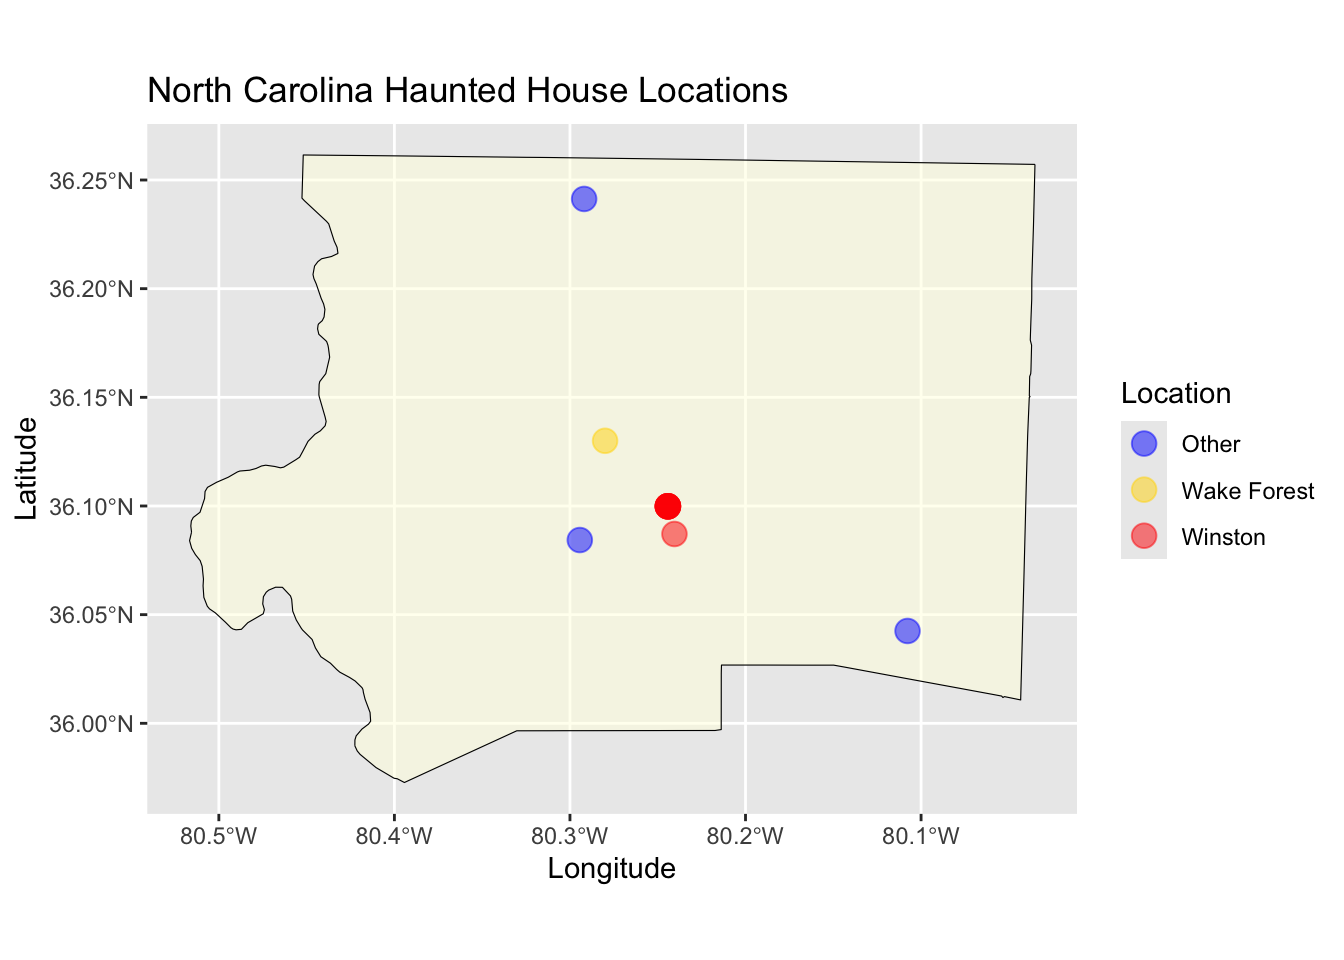 North Carolina Haunted House Locations
36.25°N
36.20°N
36.15°N
36.10°N
36.05°N
36.00°N
Latitude
80.5°W
80.4°W
80.3°W
80.2°W
80.1°W
Longitude
Location
Other
Wake Forest
Winston